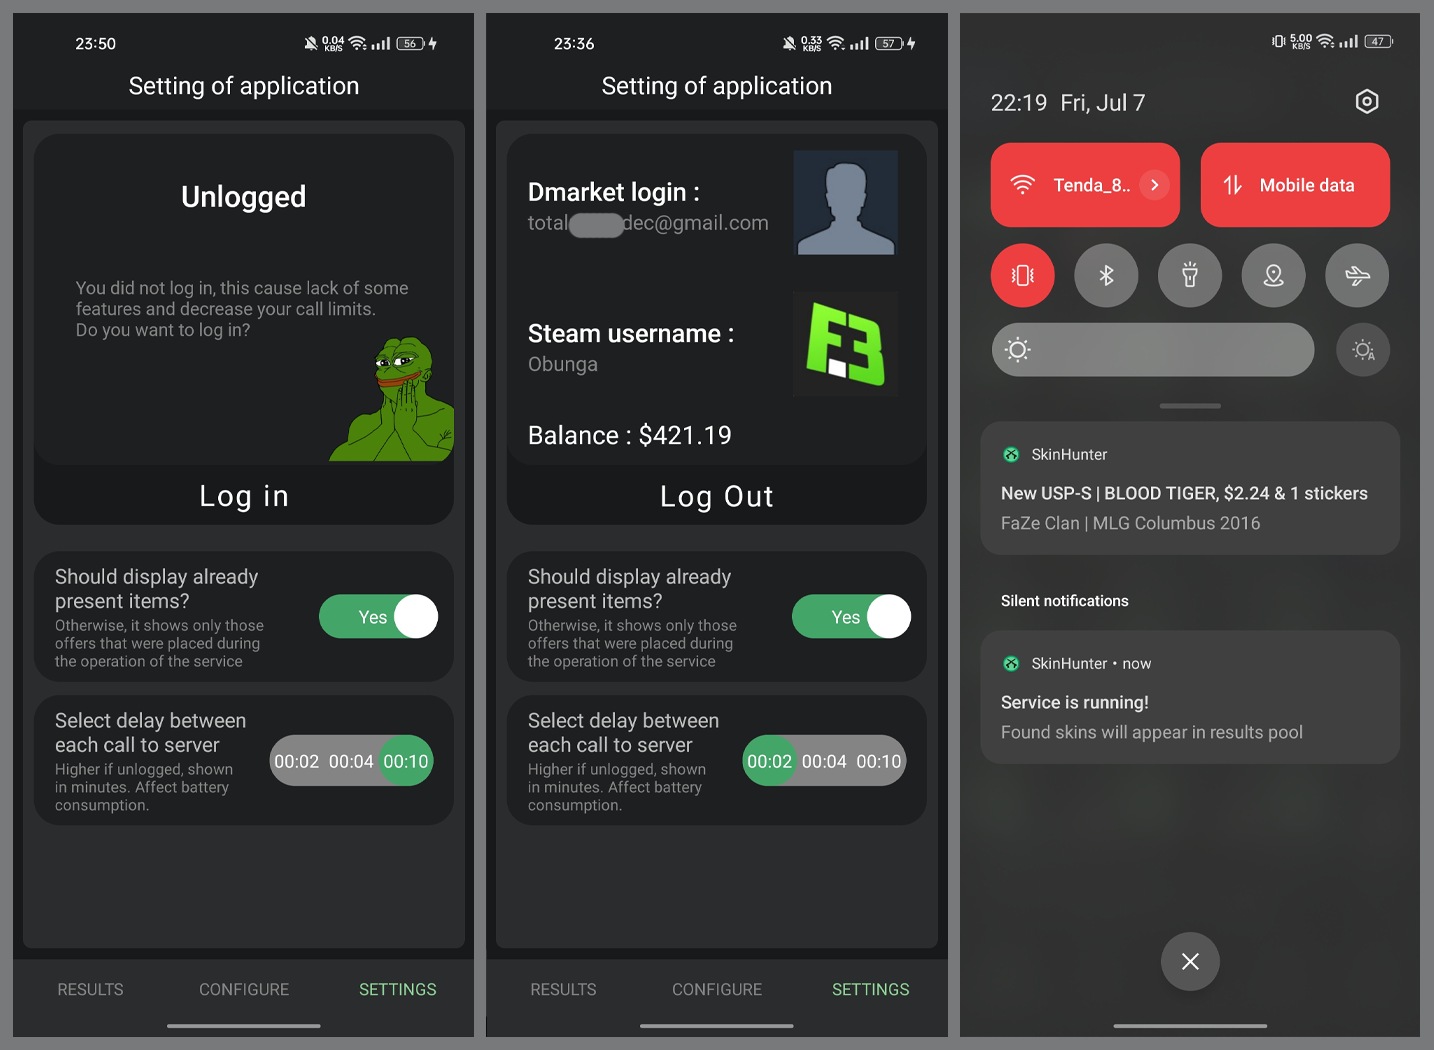 23:50
0.04
KB/S
56
Setting of application
Unlogged
You did not log in, this cause lack of some
features and decrease your call limits.
Do you want to log in?
Log in
Should display already
present items?
Otherwise, it shows only those
offers that were placed during
the operation of the service
Yes
Select delay between
each call to server
Higher if unlogged, shown
in minutes. Affect battery
consumption.
00:02 00:04 00:10
RESULTS CONFIGURE SETTINGS
23:36
0.33
KB/S
57
Setting of application
Dmarket login :
total dec@gmail.com
Steam username :
Obunga
Balance : $421.19
Log Out
Should display already
present items?
Otherwise, it shows only those
offers that were placed during
the operation of the service
Yes
Select delay between
each call to server
Higher if unlogged, shown
in minutes. Affect battery
consumption.
00:02 00:04 00:10
RESULTS CONFIGURE SETTINGS
5.00
KB/S
47
22:19 Fri, Jul 7
Tenda_8..
Mobile data
A
SkinHunter
New USP-S | BLOOD TIGER, $2.24 & 1 stickers
FaZe Clan | MLG Columbus 2016
Silent notifications
SkinHunter • now
Service is running!
Found skins will appear in results pool